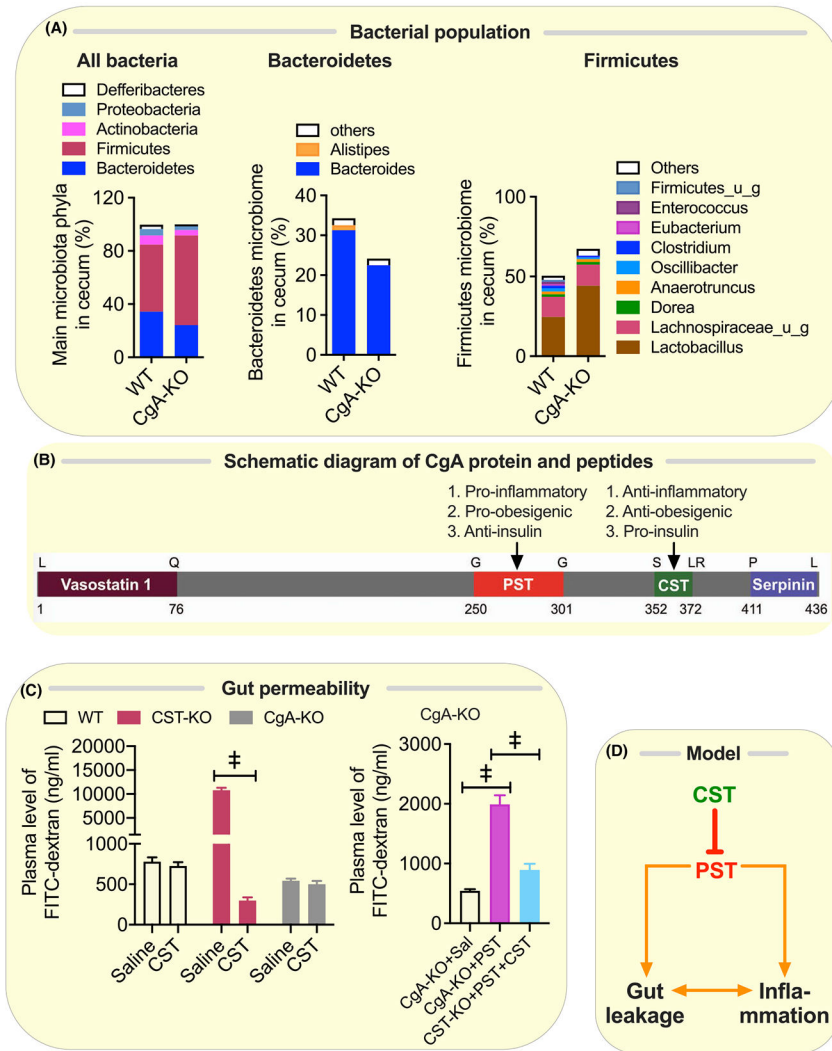 (A)
Bacterial population
All bacteria
Defferibacteres
Proteobacteria
Actinobacteria
Firmicutes
Bacteroidetes
Main microbiota phyla
in cecum (%)
120
80
40
0
WT
CgA-KO
Bacteroidetes
others
Alistipes
Bacteroides
Bacteroidetes microbiome
in cecum (%)
40
30
20
10
0
WT
CgA-KO
Firmicutes
Others
Firmicutes_u_g
Enterococcus
Eubacterium
Clostridium
Oscillibacter
Anaerotruncus
Dorea
Lachnospiraceae_u_g
Lactobacillus
Firmicutes microbiome
in cecum (%)
100
50
0
WT
CgA-KO
(B)
Schematic diagram of CgA protein and peptides
1. Pro-inflammatory
2. Pro-obesigenic
3. Anti-insulin
1. Anti-inflammatory
2. Anti-obesigenic
3. Pro-insulin
L Q G G S LR P L
Vasostatin 1 PST CST Serpinin
1 76 250 301 352 372 411 436
(C)
Gut permeability
WT CST-KO CgA-KO
Plasma level of
FITC-dextran (ng/ml)
20000
15000
10000
5000
1000
500
0
‡
Saline
CST
Saline
CST
Saline
CST
CgA-KO
Plasma level of
FITC-dextran (ng/ml)
3000
2000
1000
0
‡
‡
CgA-KO+Sal
CgA-KO+PST
CST-KO+PST+CST
(D)
Model
CST
PST
Gut
leakage
Infla-
mmation